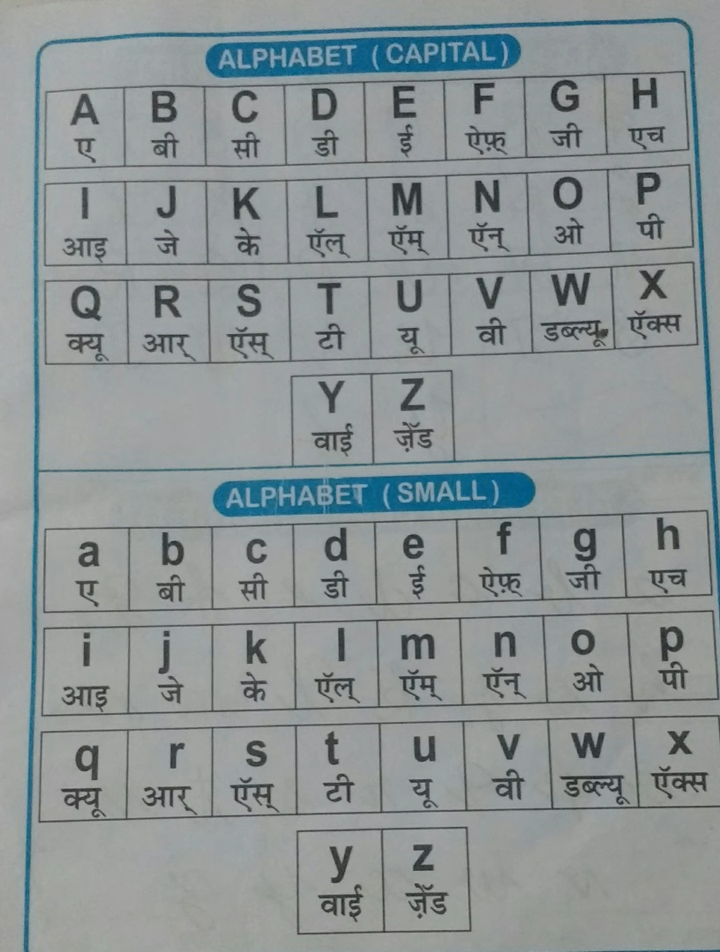 ALPHABET ( CAPITAL )
A B C D E F G H
ए बी सी डी ई ऐफ़् जी एच
I J K L M N O P
आइ जे के ऍल् ऍम् ऍन् ओ पी
Q R S T U V W X
क्यू आर् ऍस् टी यू वी डब्ल्यू ऍक्स
Y Z
वाई ज़ॅड
ALPHABET ( SMALL )
a b c d e f g h
ए बी सी डी ई ऐफ़् जी एच
i j k l m n o p
आइ जे के ऍल् ऍम् ऍन् ओ पी
q r s t u v w x
क्यू आर् ऍस् टी यू वी डब्ल्यू ऍक्स
y z
वाई ज़ॅड